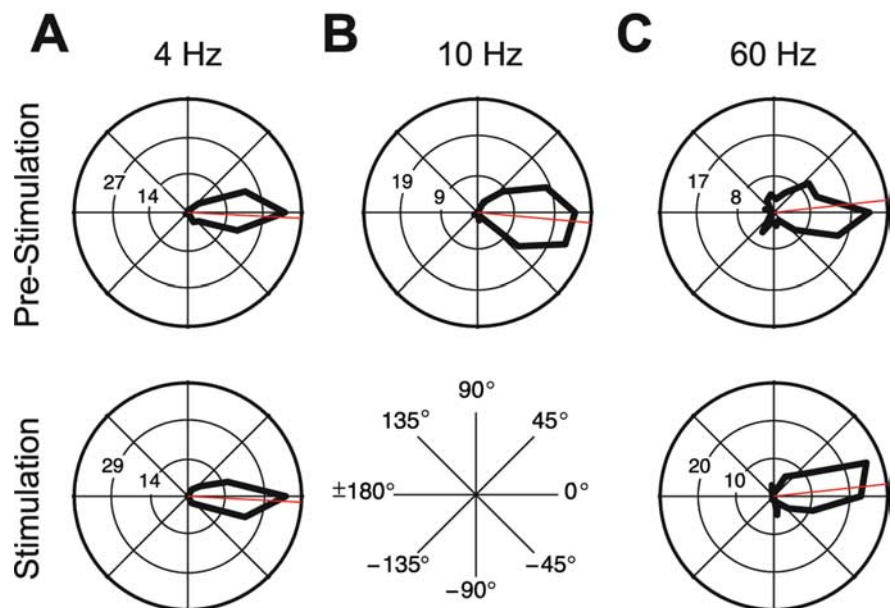 A B C
4 Hz 10 Hz 60 Hz
Pre-Stimulation
27 14
19 9
17 8
Stimulation
29 14
90°
135° 45°
±180° 0°
−135° −45°
−90°
20 10